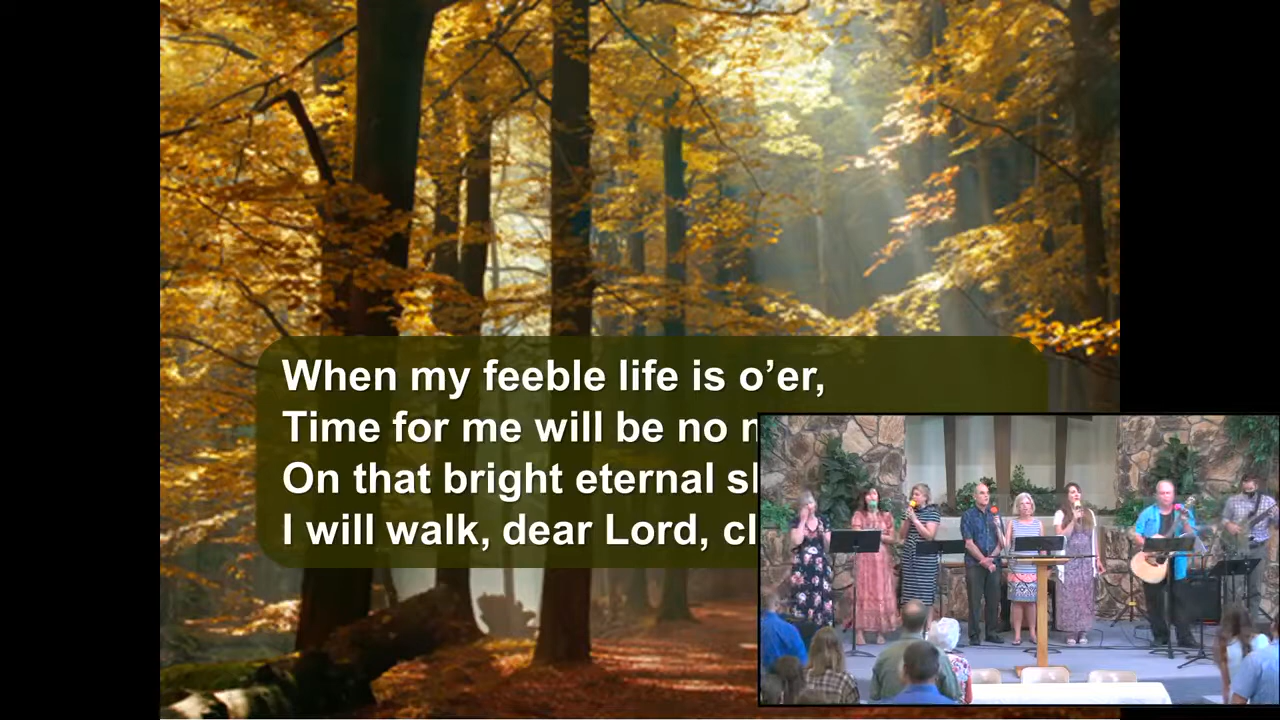 When my feeble life is o’er,
Time for me will be no
On that bright eternal
I will walk, dear Lord,